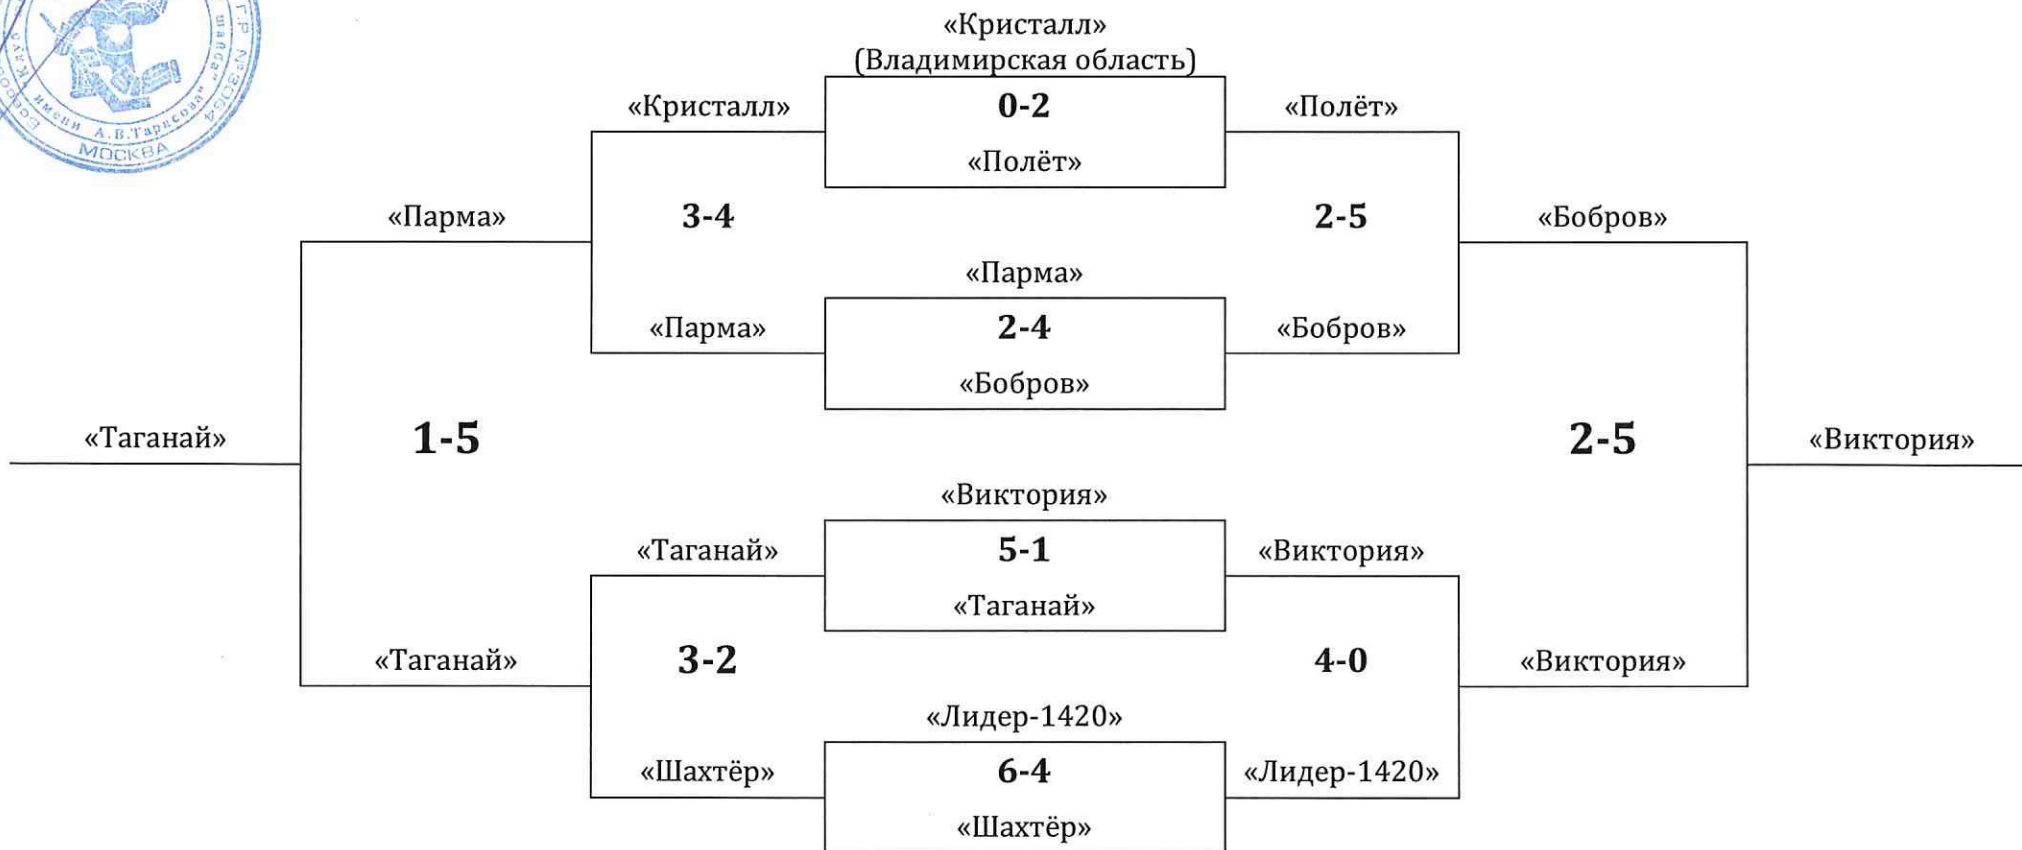 «Кристалл»
(Владимирская область)
«Кристалл»
0-2
«Полёт»
«Полёт»
«Парма»
3-4
2-5
«Бобров»
«Парма»
«Парма»
2-4
«Бобров»
«Бобров»
«Таганай»
1-5
2-5
«Виктория»
«Виктория»
«Таганай»
5-1
«Виктория»
«Таганай»
«Таганай»
3-2
4-0
«Виктория»
«Лидер-1420»
«Шахтёр»
6-4
«Лидер-1420»
«Шахтёр»
имени А.В.Тарасова"
МОСКВА